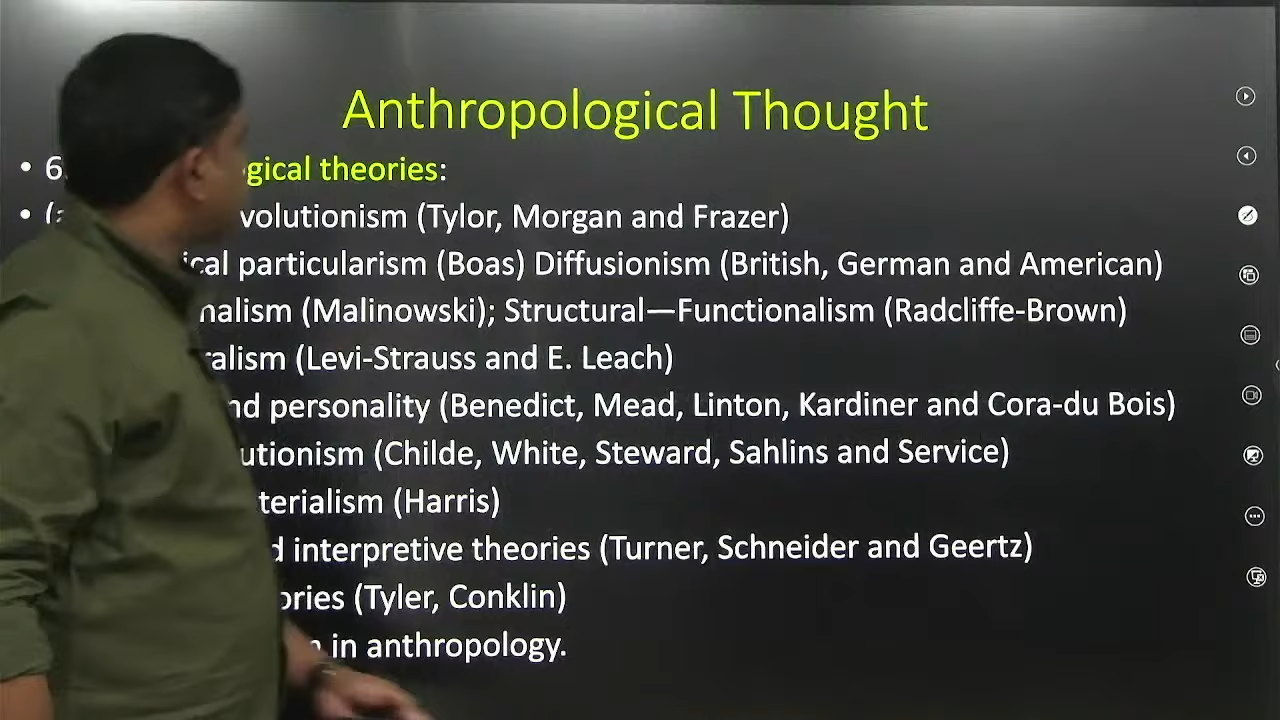 Anthropological Thought
• 6. gical theories:
• (a volutionism (Tylor, Morgan and Frazer)
ical particularism (Boas) Diffusionism (British, German and American)
nalism (Malinowski); Structural—Functionalism (Radcliffe-Brown)
ralism (Levi-Strauss and E. Leach)
nd personality (Benedict, Mead, Linton, Kardiner and Cora-du Bois)
utionism (Childe, White, Steward, Sahlins and Service)
terialism (Harris)
d interpretive theories (Turner, Schneider and Geertz)
ories (Tyler, Conklin)
in anthropology.